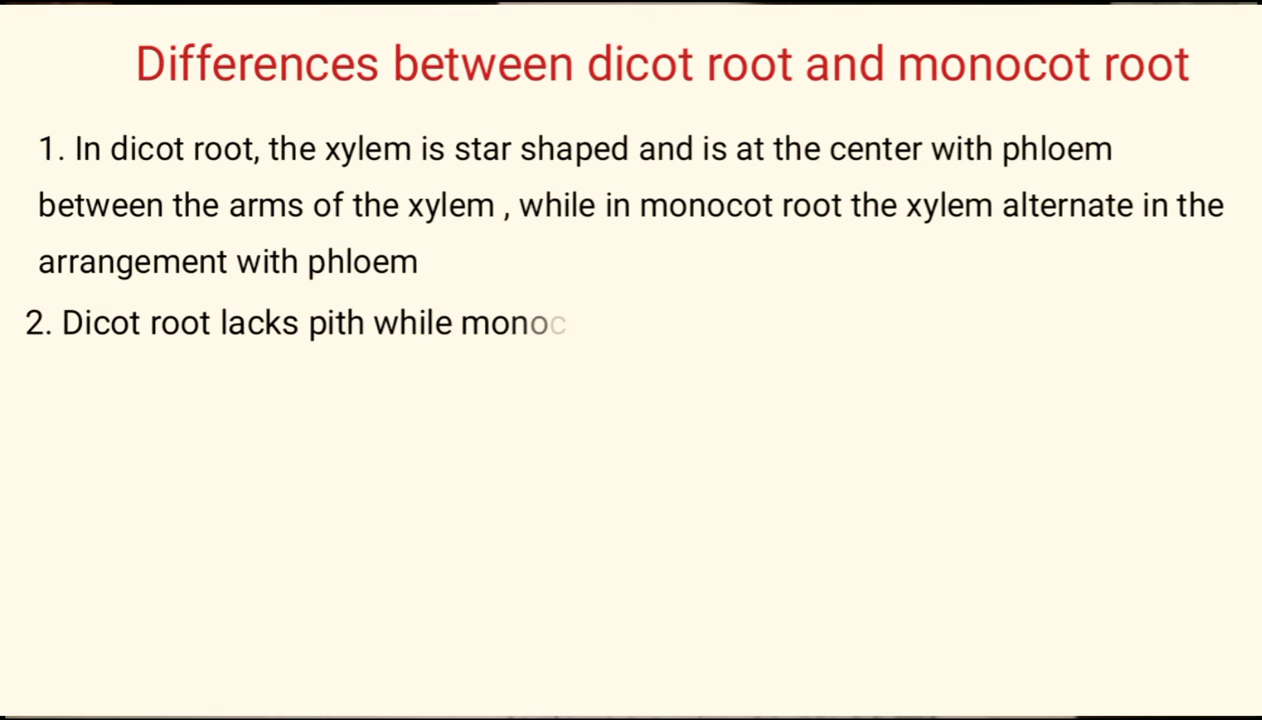 Differences between dicot root and monocot root
1. In dicot root, the xylem is star shaped and is at the center with phloem
between the arms of the xylem , while in monocot root the xylem alternate in the
arrangement with phloem
2. Dicot root lacks pith while monoc